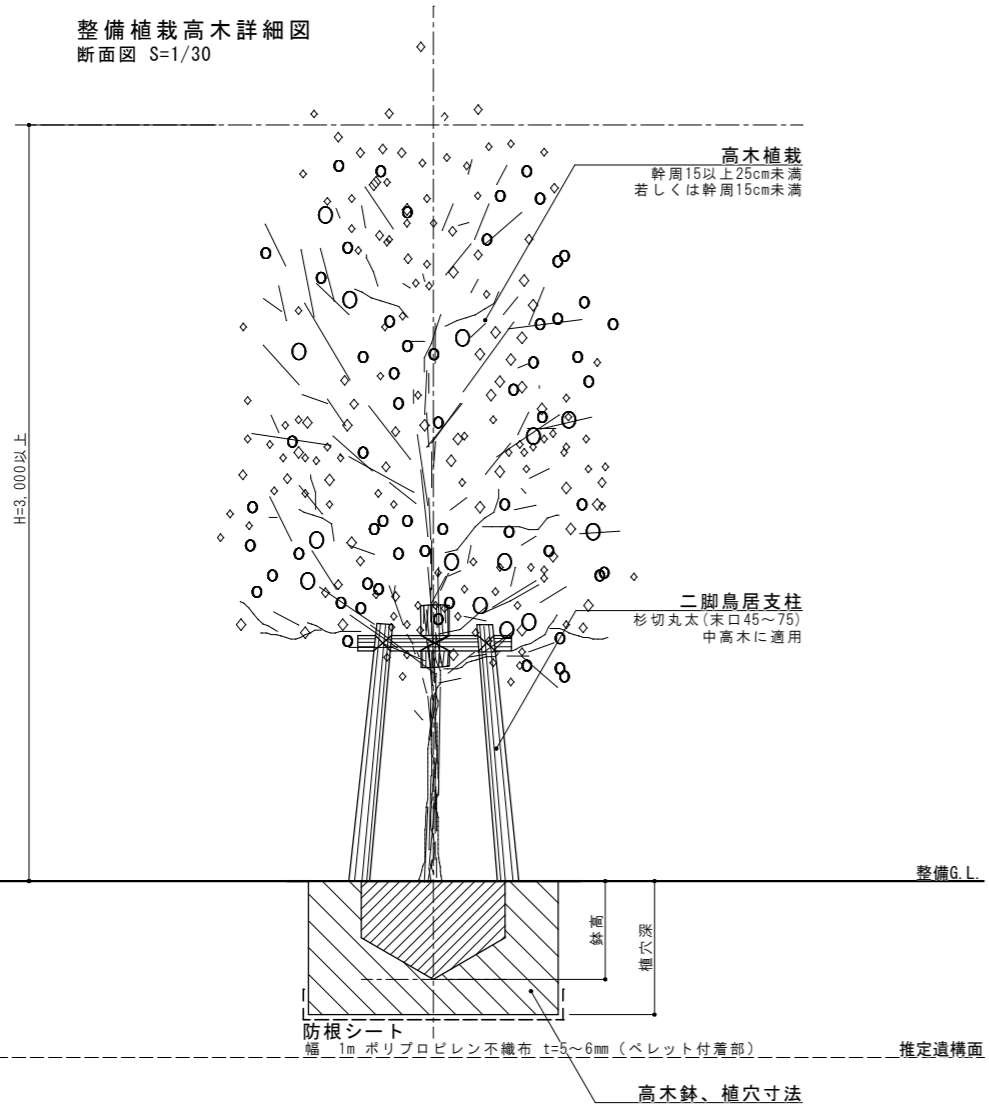 整備植栽高木詳細図
断面図 S=1/30
高木植栽
幹周15以上25cm未満
若しくは幹周15cm未満
H=3,000以上
二脚鳥居支柱
杉切丸太(末口45～75)
中高木に適用
整備G.L.
鉢高
植穴深
防根シート
幅 1m ポリプロピレン不織布 t=5～6mm (ペレット付着部)
推定遺構面
高木鉢、植穴寸法